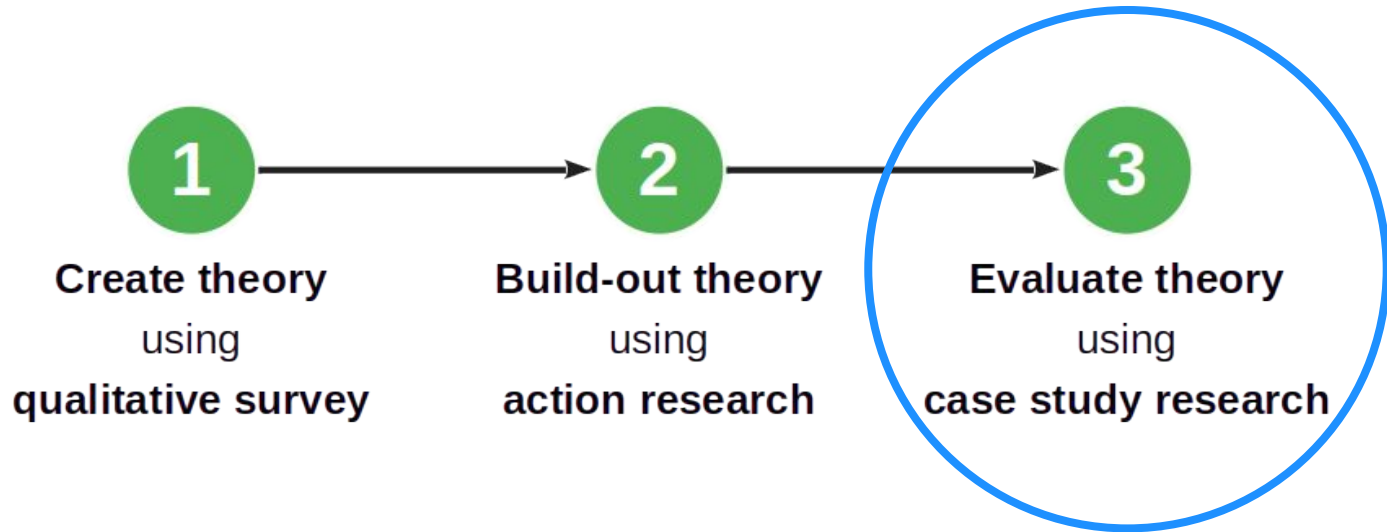 1
Create theory
using
qualitative survey
2
Build-out theory
using
action research
3
Evaluate theory
using
case study research